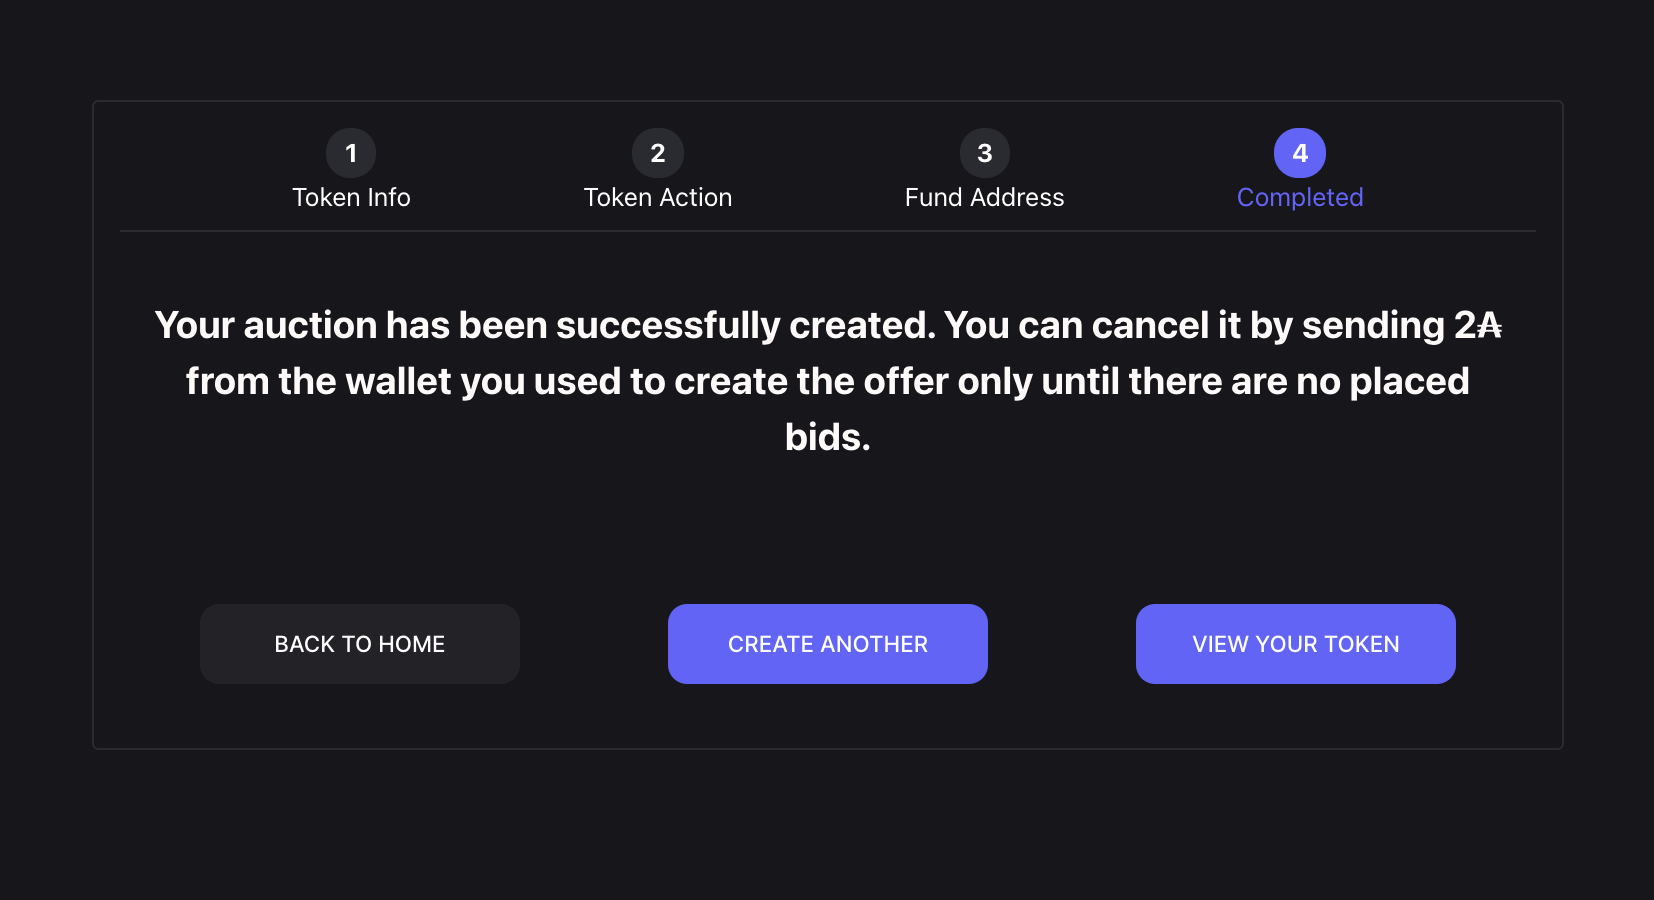 1
Token Info
2
Token Action
3
Fund Address
4
Completed
Your auction has been successfully created. You can cancel it by sending 2₳
from the wallet you used to create the offer only until there are no placed
bids.
BACK TO HOME
CREATE ANOTHER
VIEW YOUR TOKEN